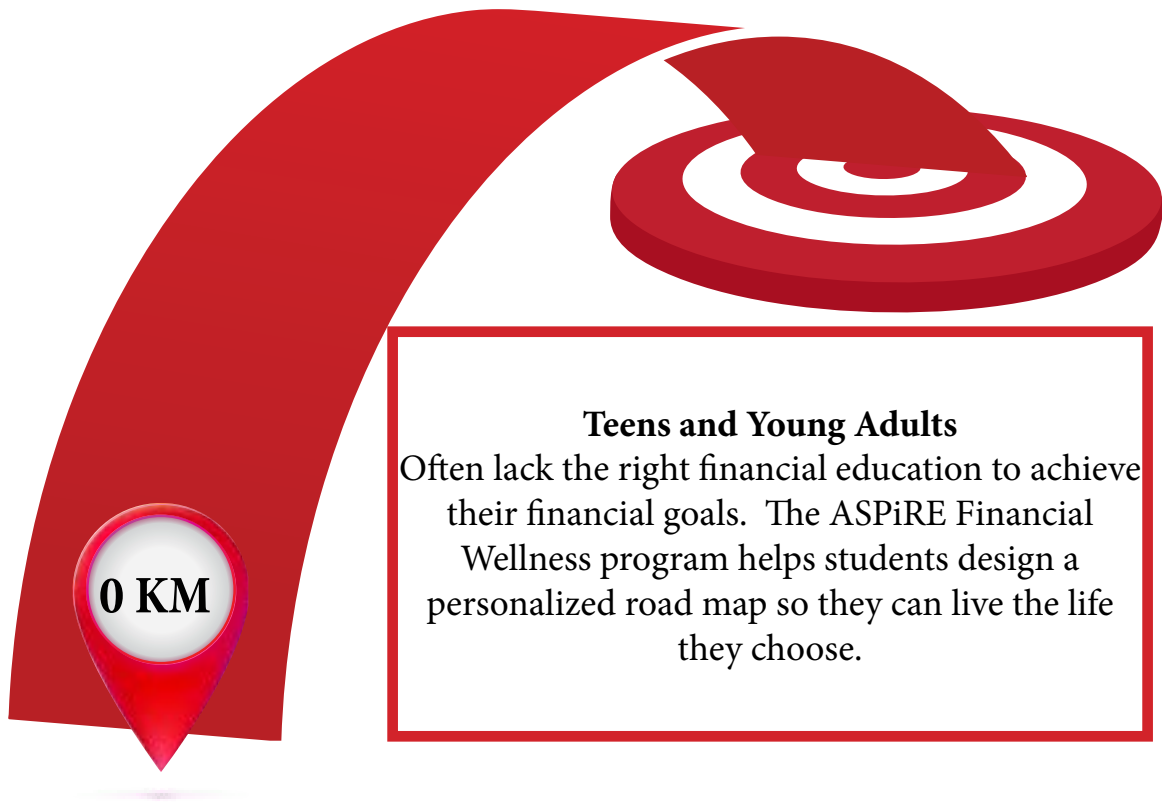 Teens and Young Adults
Often lack the right financial education to achieve
their financial goals.  The ASPiRE Financial
Wellness program helps students design a
personalized road map so they can live the life
they choose.
0 KM